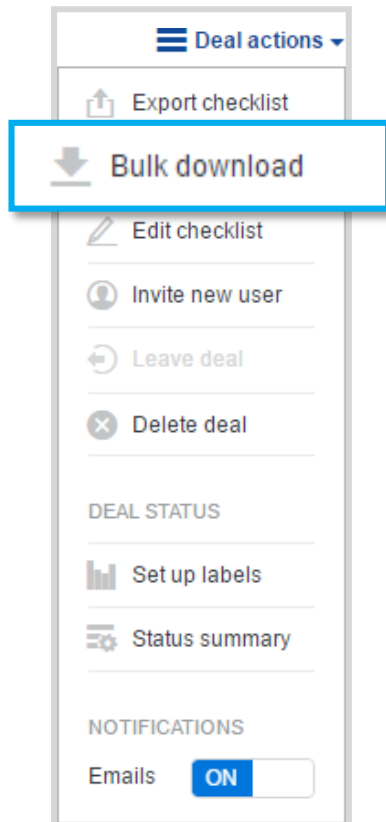 Deal actions
Export checklist
Bulk download
Edit checklist
Invite new user
Leave deal
Delete deal
DEAL STATUS
Set up labels
Status summary
NOTIFICATIONS
Emails ON